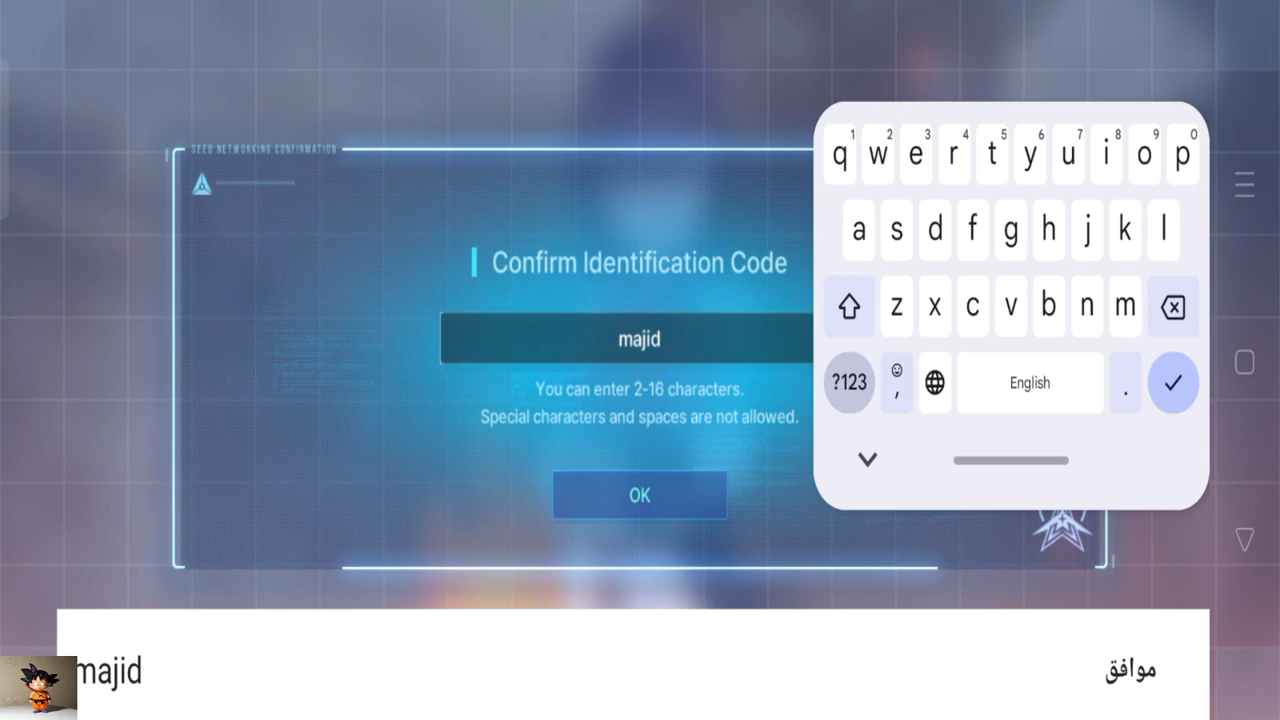 SEED NETWORKING CONFIRMATION
Confirm Identification Code
majid
You can enter 2-16 characters.
Special characters and spaces are not allowed.
OK
1 2 3 4 5 6 7 8 9 0
q w e r t y u i o p
a s d f g h j k l
z x c v b n m
?123 , English .
majid موافق